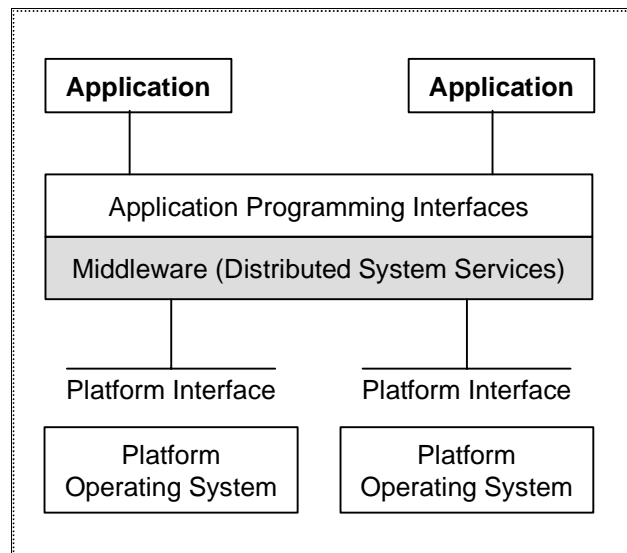 Application
Application
Application Programming Interfaces
Middleware (Distributed System Services)
Platform Interface
Platform Interface
Platform
Operating System
Platform
Operating System